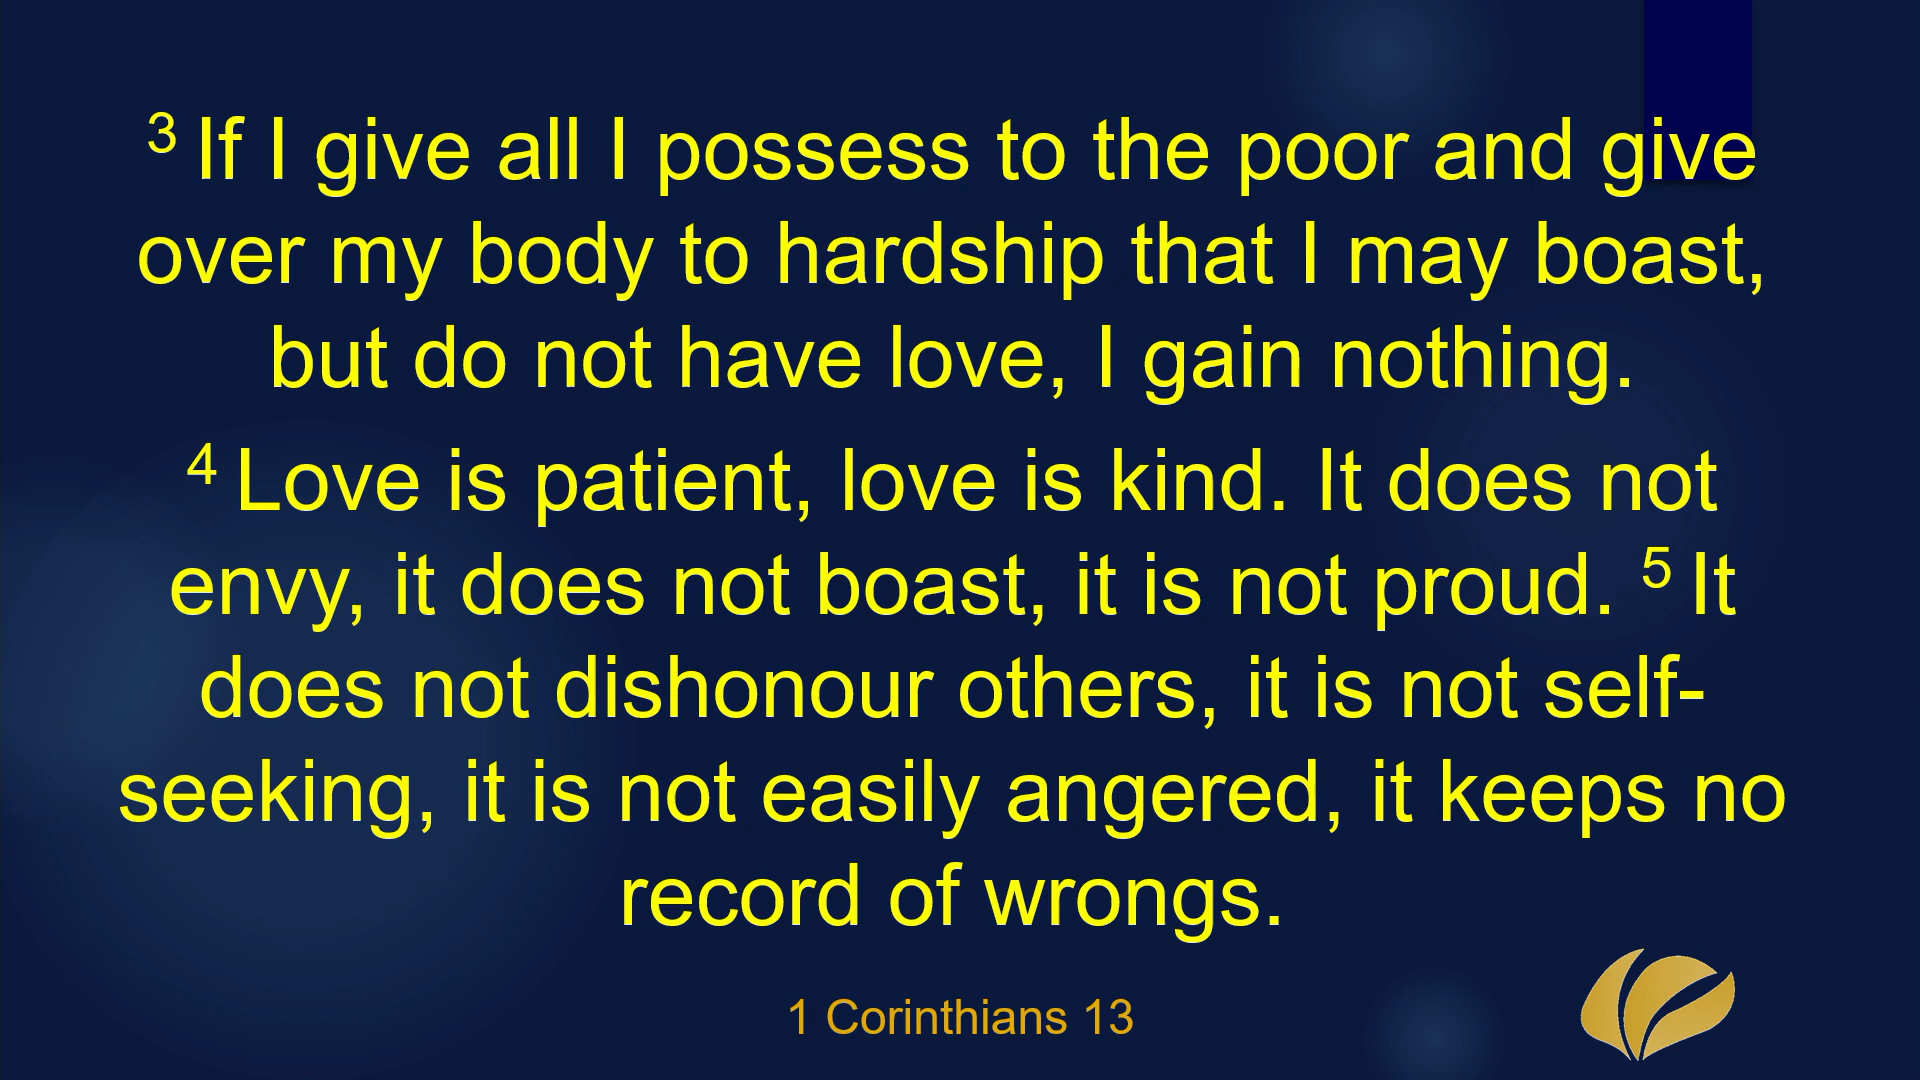 3 If I give all I possess to the poor and give
over my body to hardship that I may boast,
but do not have love, I gain nothing.
4 Love is patient, love is kind. It does not
envy, it does not boast, it is not proud. 5 It
does not dishonour others, it is not self-
seeking, it is not easily angered, it keeps no
record of wrongs.
1 Corinthians 13